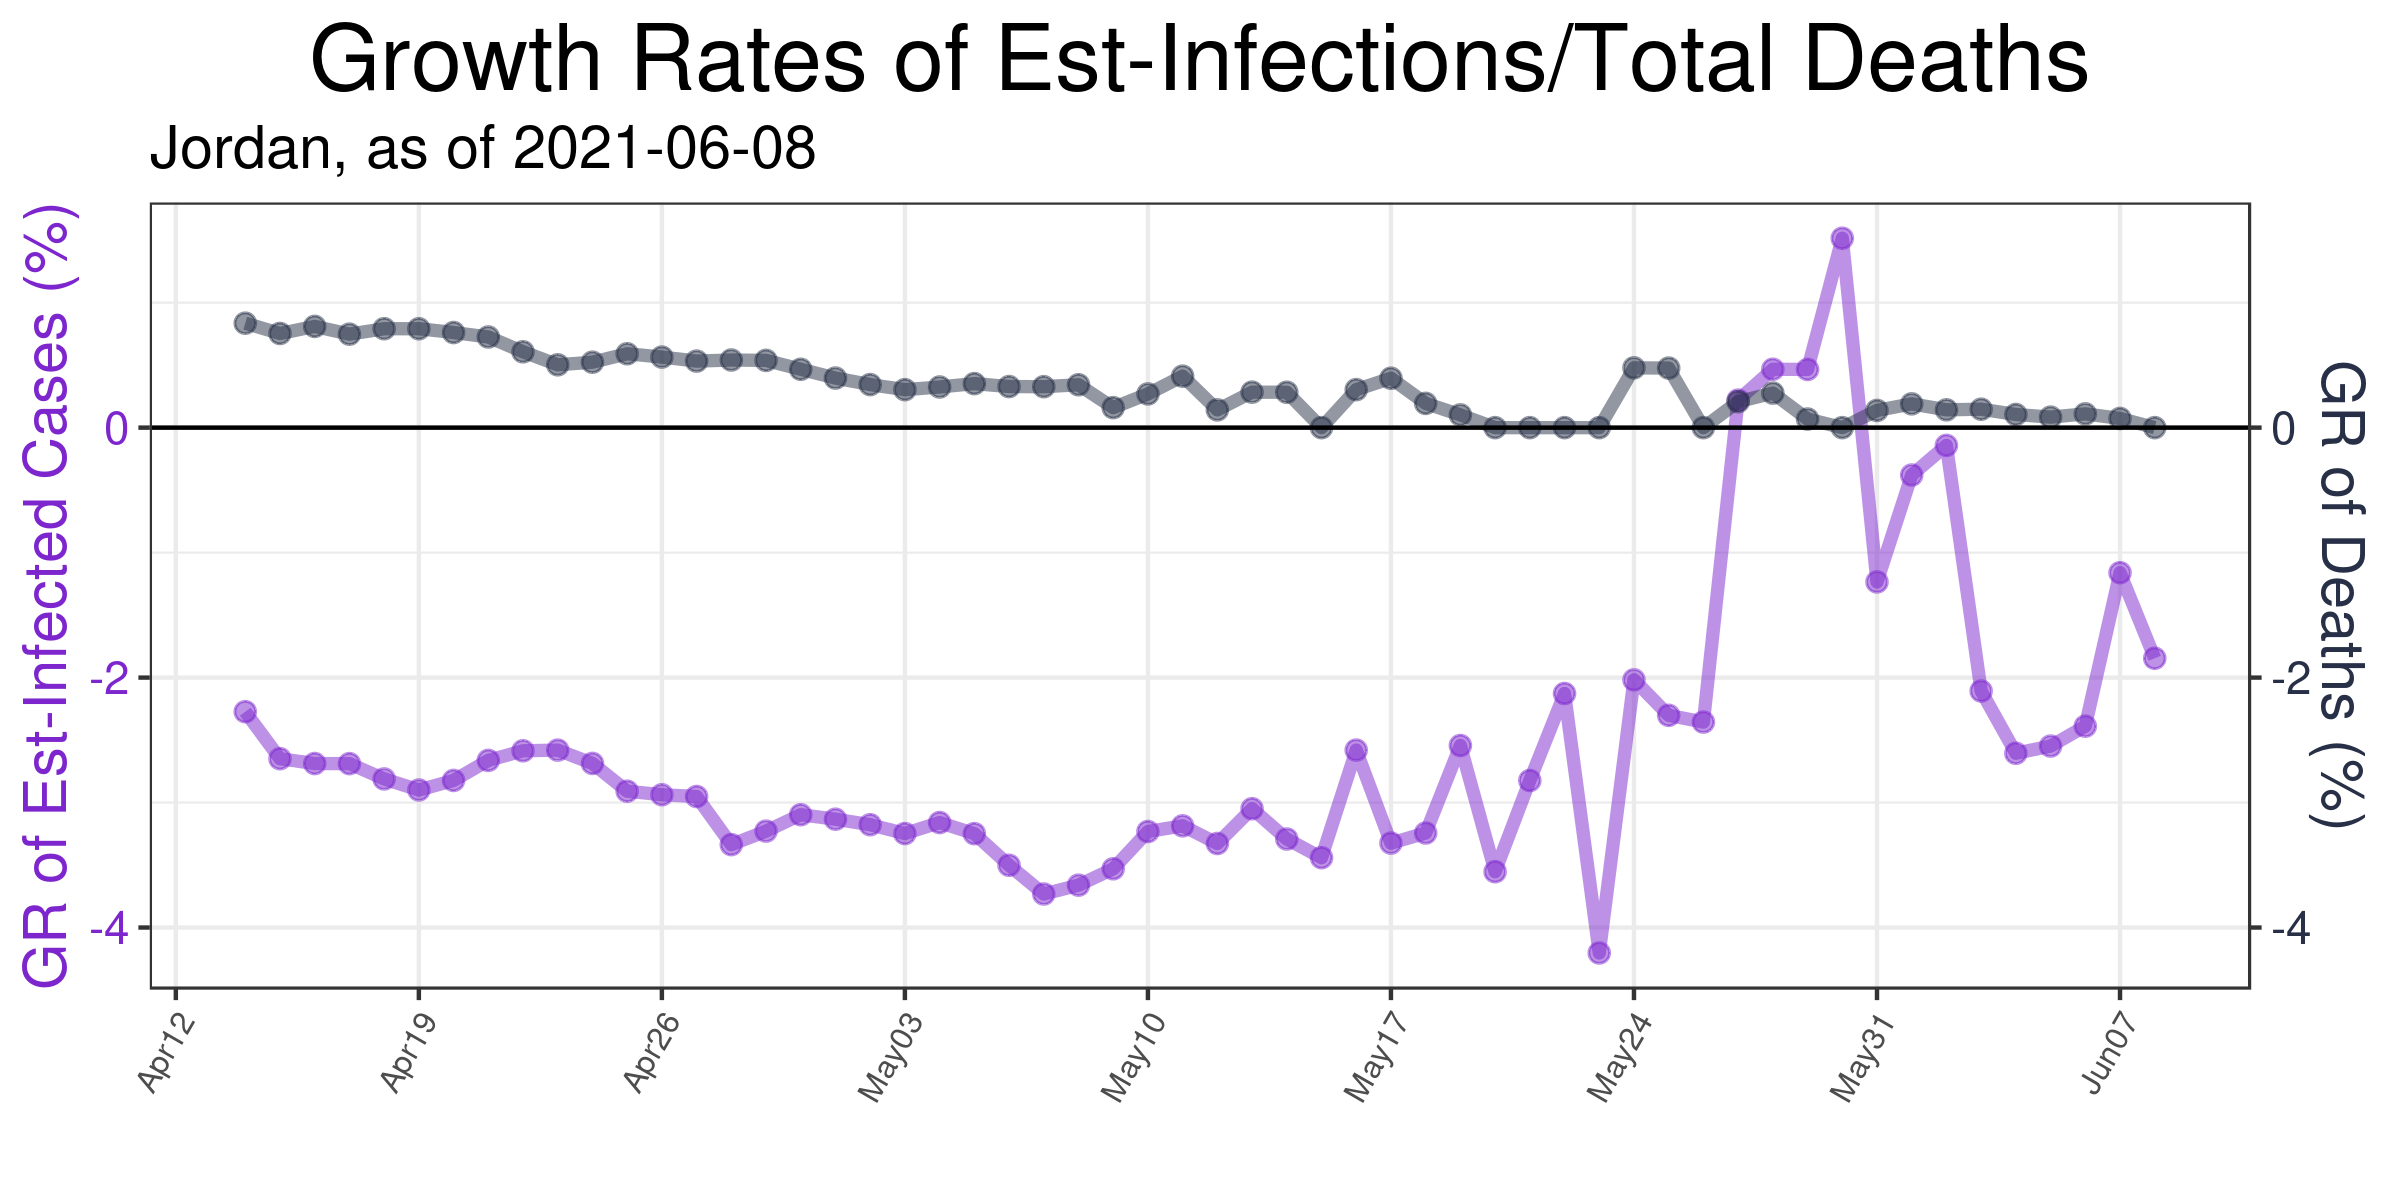 Growth Rates of Est-Infections/Total Deaths
Jordan, as of 2021-06-08
GR of Est-Infected Cases (%)
0
-2
-4
0
-2
-4
GR of Deaths (%)
Apr12
Apr19
Apr26
May03
May10
May17
May24
May31
Jun07